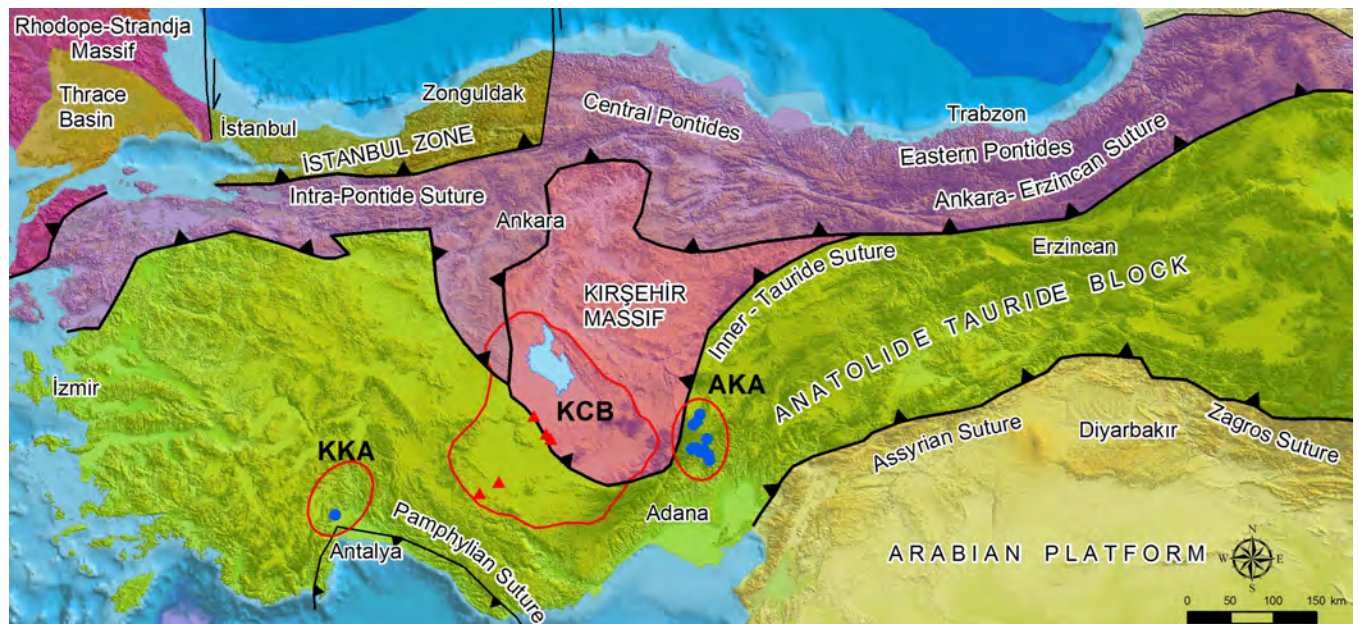 Rhodope-Strandja
Massif
Thrace
Basin
İstanbul
Zonguldak
İSTANBUL ZONE
Central Pontides
Trabzon
Eastern Pontides
Intra-Pontide Suture
Ankara- Erzincan Suture
Ankara
Erzincan
KIRŞEHİR
MASSIF
Inner - Tauride Suture
ANATOLIDE TAURIDE BLOCK
İzmir
KCB
AKA
KKA
Assyrian Suture
Diyarbakır
Zagros Suture
Pamphylian Suture
Adana
Antalya
ARABIAN PLATFORM
N
W
E
S
0 50 100 150 km